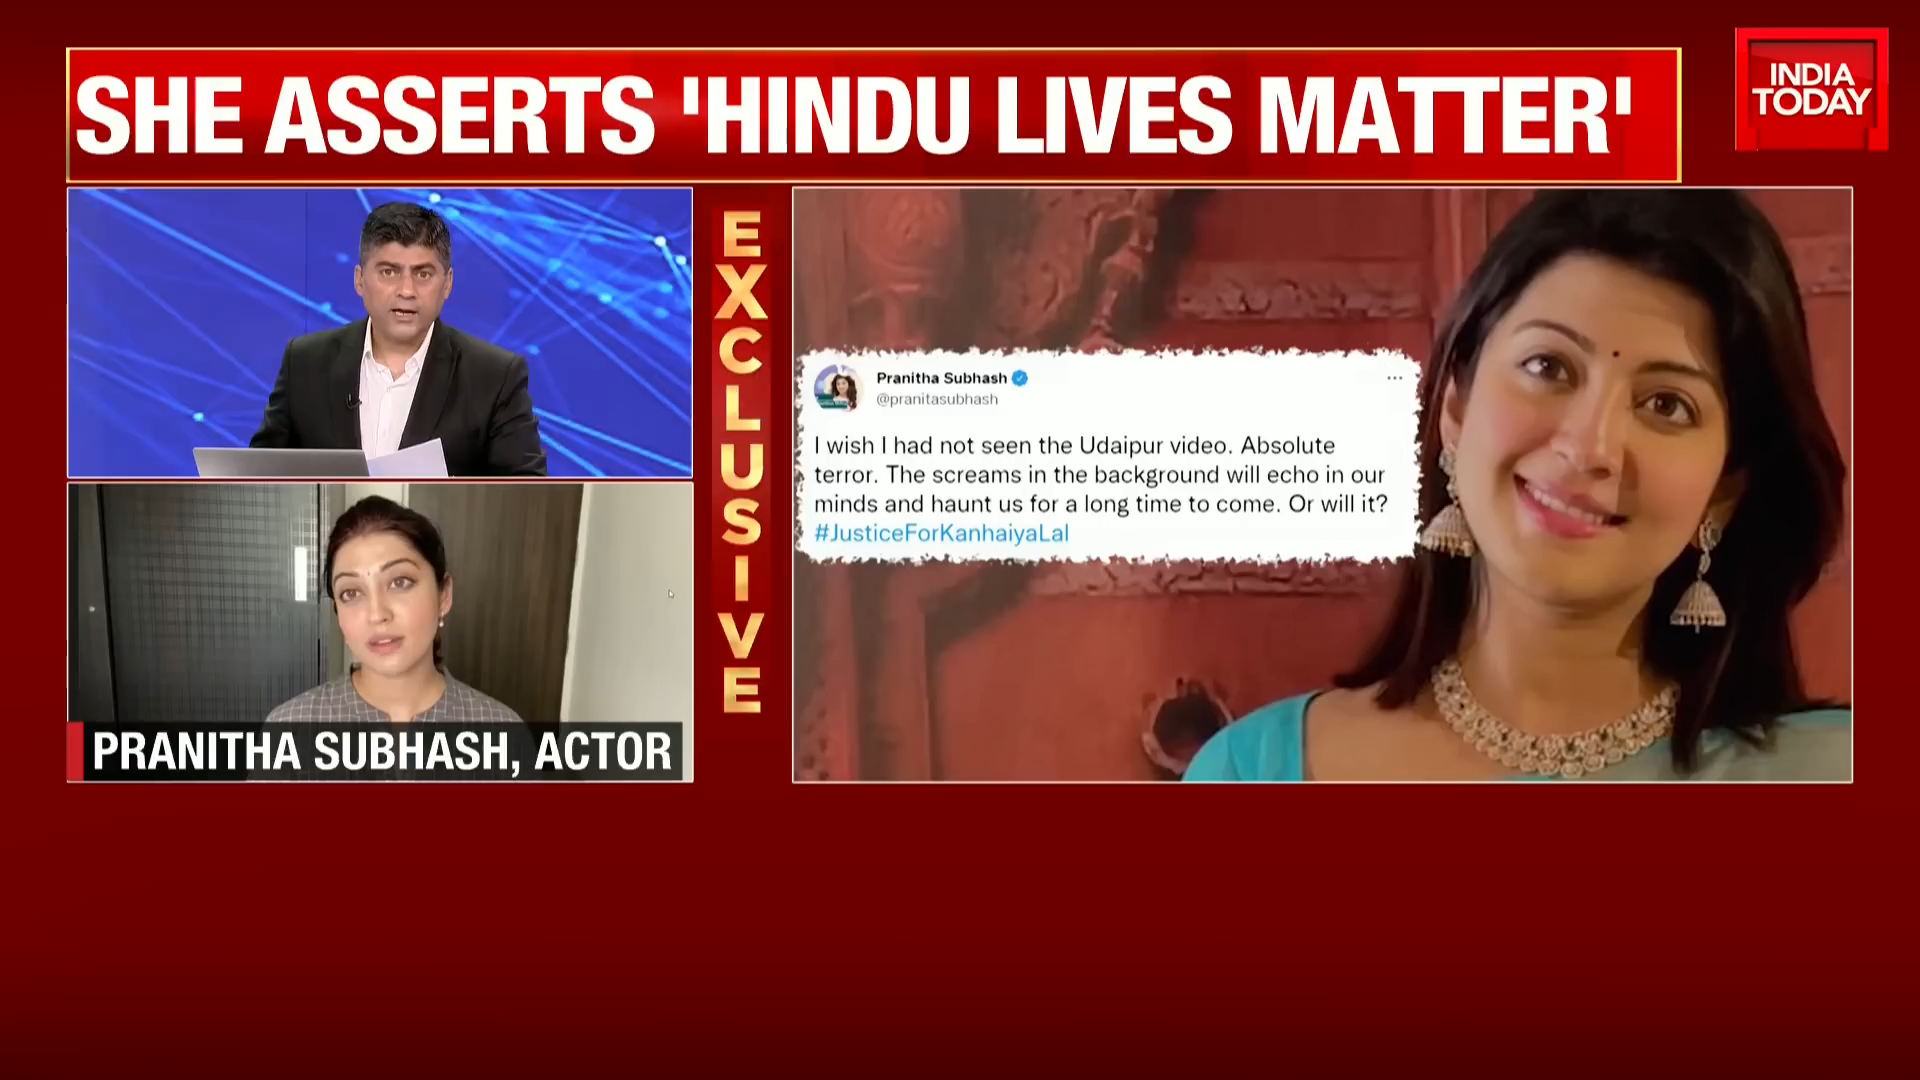 SHE ASSERTS 'HINDU LIVES MATTER'
INDIA
TODAY
EXCLUSIVE
Pranitha Subhash
@pranitasubhash
I wish I had not seen the Udaipur video. Absolute
terror. The screams in the background will echo in our
minds and haunt us for a long time to come. Or will it?
#JusticeForKanhaiyaLal
PRANITHA SUBHASH, ACTOR